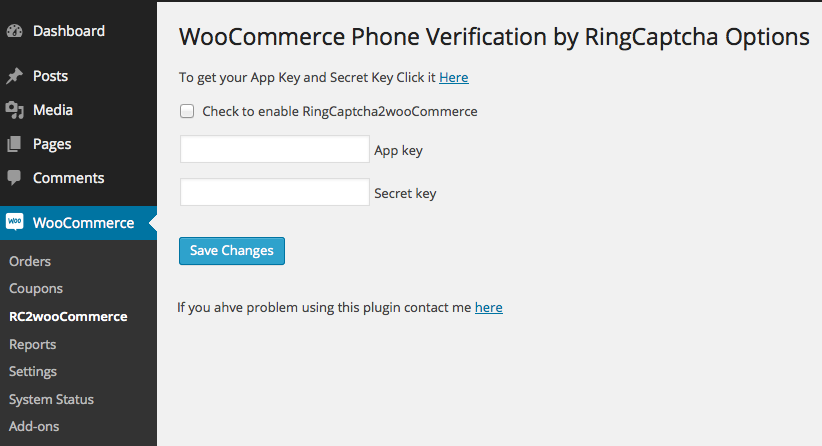 Dashboard
Posts
Media
Pages
Comments
WOO WooCommerce
Orders
Coupons
RC2wooCommerce
Reports
Settings
System Status
Add-ons
WooCommerce Phone Verification by RingCaptcha Options
To get your App Key and Secret Key Click it Here
Check to enable RingCaptcha2wooCommerce
App key
Secret key
Save Changes
If you ahve problem using this plugin contact me here